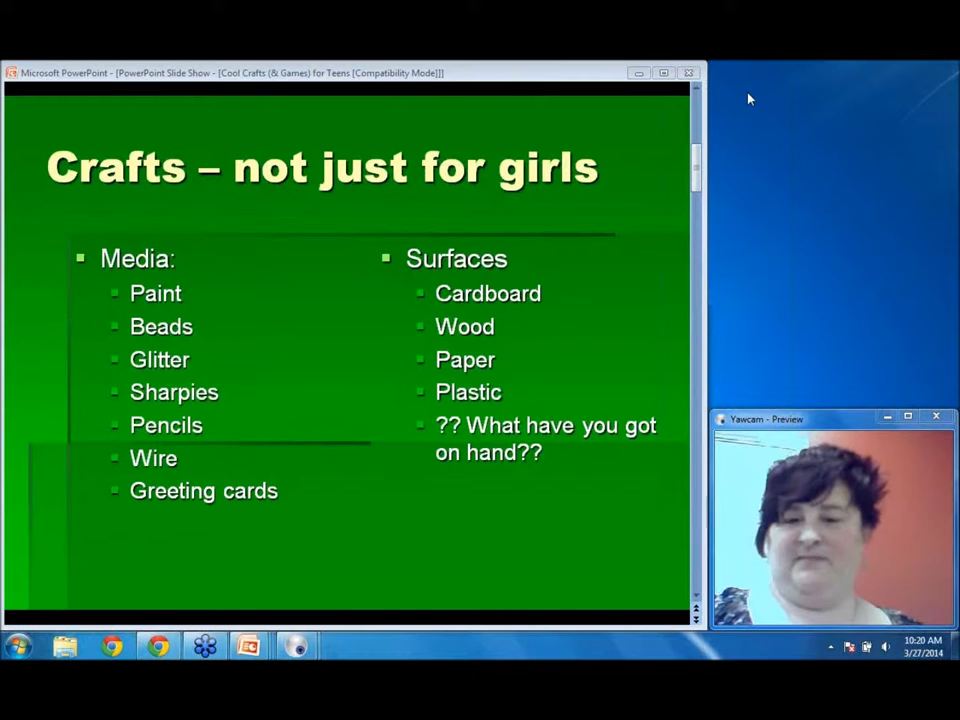 Microsoft PowerPoint - [PowerPoint Slide Show - [Cool Crafts (& Games) for Teens [Compatibility Mode]]]
Crafts – not just for girls
Media:
Paint
Beads
Glitter
Sharpies
Pencils
Wire
Greeting cards
Surfaces
Cardboard
Wood
Paper
Plastic
?? What have you got
on hand??
Yawcam - Preview
10:20 AM
3/27/2014